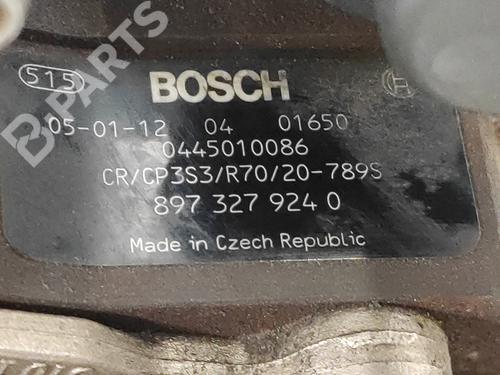 515
BOSCH
05-01-12 04 01650
0445010086
CR/CP3S3/R70/20-789S
897 327 924 0
Made in Czech Republic
B-PARTS